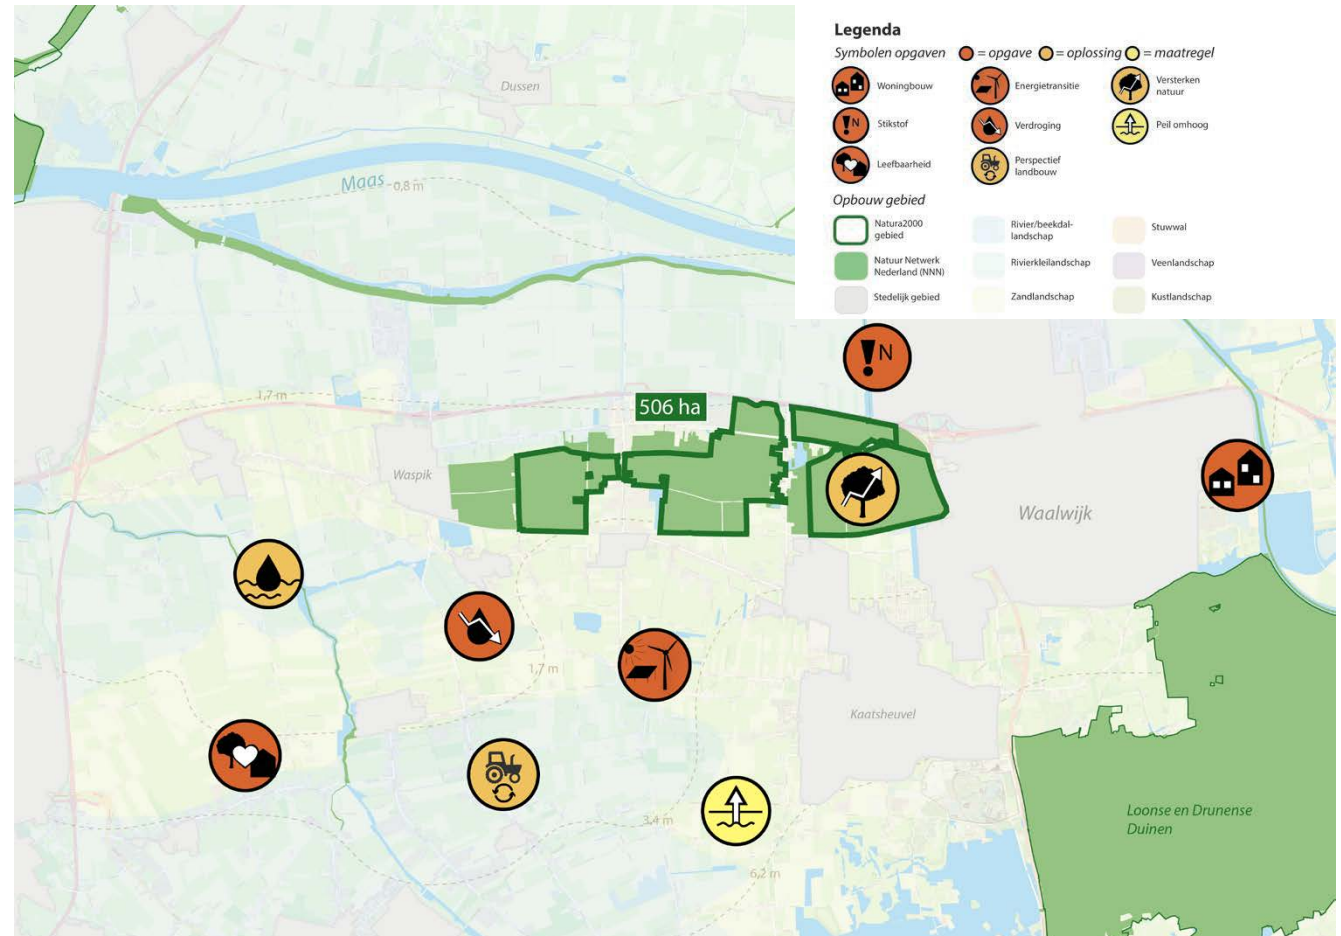 Legenda
Symbolen opgaven = opgave = oplossing = maatregel
Woningbouw
Energietransitie
Versterken
natuur
N
Stikstof
Verdroging
Peil omhoog
Leefbaarheid
Perspectief
landbouw
Opbouw gebied
Natura2000
gebied
Rivier/beekdal-
landschap
Stuwwal
Natuur Netwerk
Nederland (NNN)
Rivierkleilandschap
Veenlandschap
Stedelijk gebied
Zandlandschap
Kustlandschap
Dussen
Maas
-0,8 m
N
1,7 m
506 ha
Waspik
Waalwijk
1,7 m
Kaatsheuvel
3,4 m
Loonse en Drunense
Duinen
6,2 m